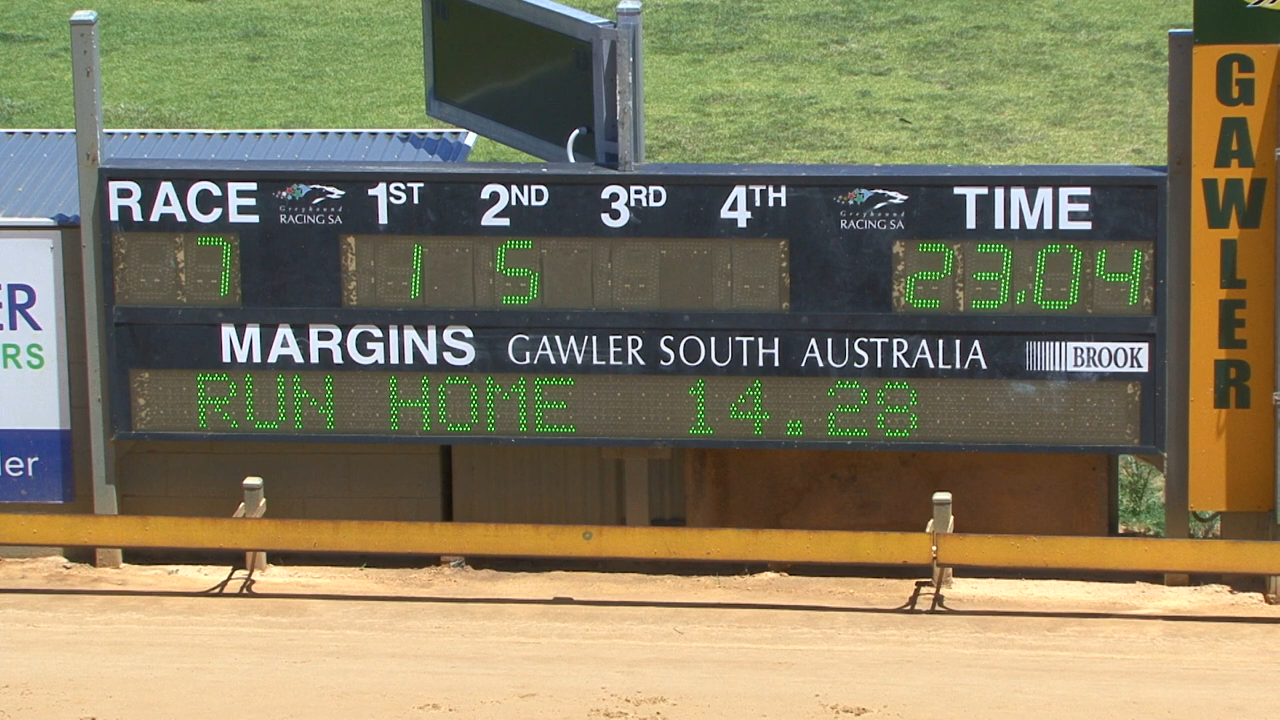 RACE Greyhound RACING SA 1ST 2ND 3RD 4TH Greyhound RACING SA TIME
7 1 5 23.04
MARGINS GAWLER SOUTH AUSTRALIA BROOK
RUN HOME 14.28
GAWLER
ER
RS
ler